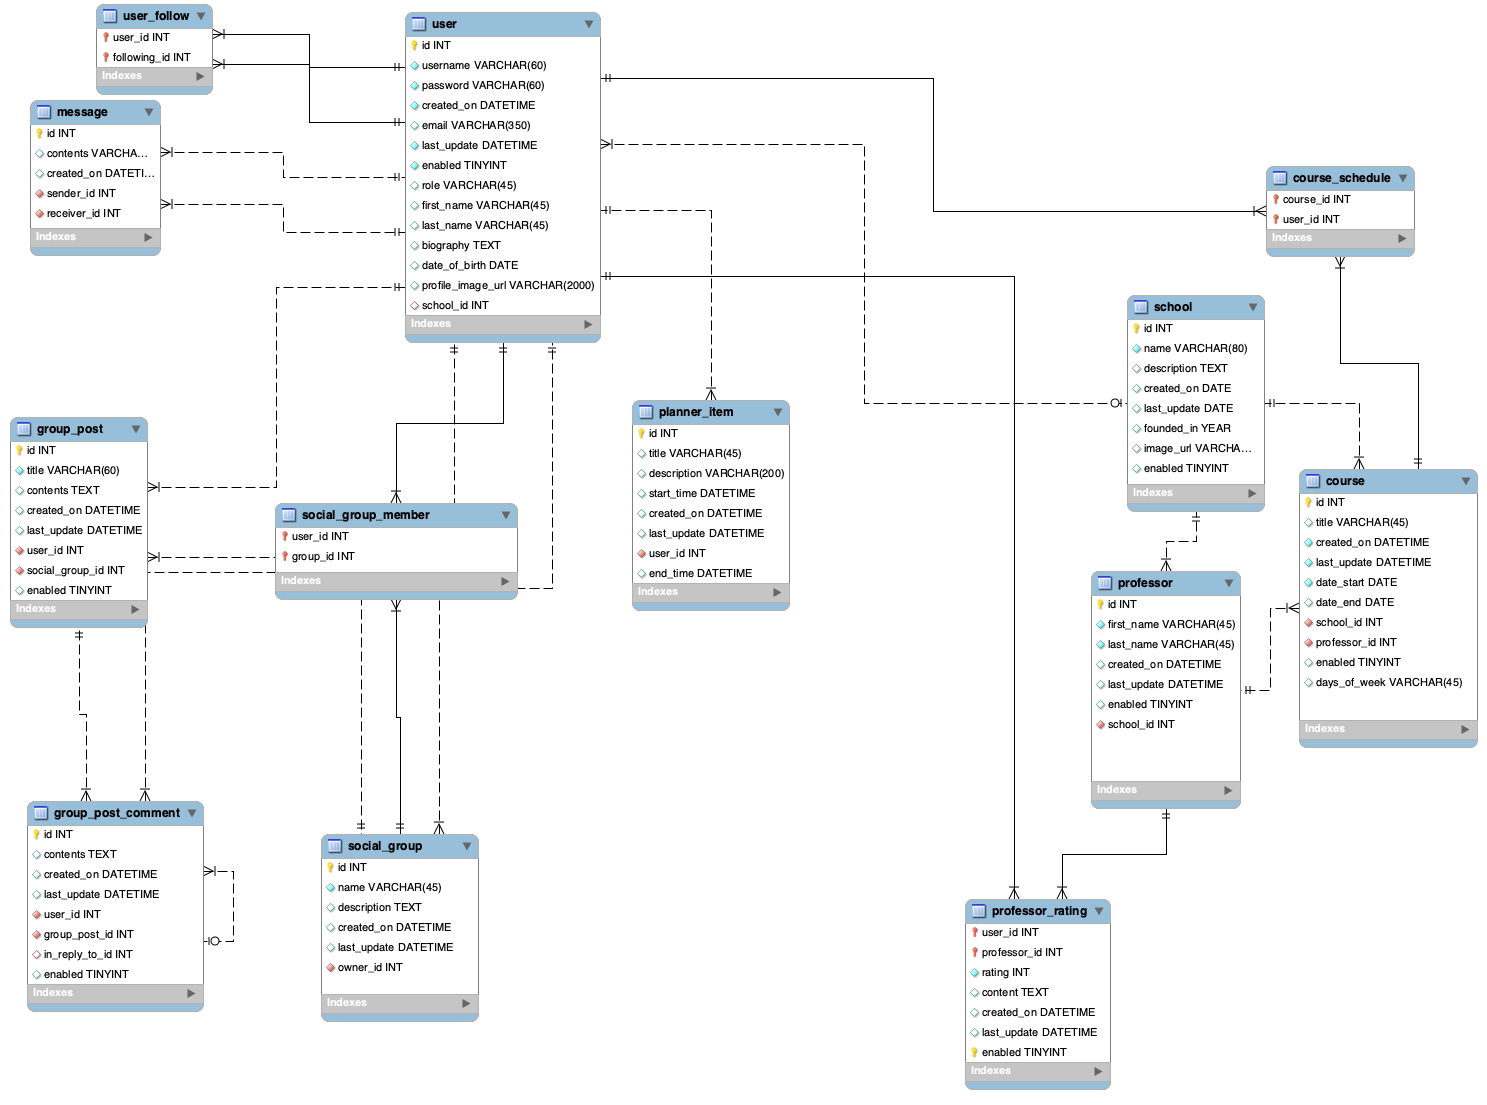 user_follow
user_id INT
following_id INT
Indexes
message
id INT
contents VARCHA...
created_on DATETI...
sender_id INT
receiver_id INT
Indexes
user
id INT
username VARCHAR(60)
password VARCHAR(60)
created_on DATETIME
email VARCHAR(350)
last_update DATETIME
enabled TINYINT
role VARCHAR(45)
first_name VARCHAR(45)
last_name VARCHAR(45)
biography TEXT
date_of_birth DATE
profile_image_url VARCHAR(2000)
school_id INT
Indexes
course_schedule
course_id INT
user_id INT
Indexes
school
id INT
name VARCHAR(80)
description TEXT
created_on DATE
last_update DATE
founded_in YEAR
image_url VARCHA...
enabled TINYINT
Indexes
group_post
id INT
title VARCHAR(60)
contents TEXT
created_on DATETIME
last_update DATETIME
user_id INT
social_group_id INT
enabled TINYINT
Indexes
social_group_member
user_id INT
group_id INT
Indexes
planner_item
id INT
title VARCHAR(45)
description VARCHAR(200)
start_time DATETIME
created_on DATETIME
last_update DATETIME
user_id INT
end_time DATETIME
Indexes
course
id INT
title VARCHAR(45)
created_on DATETIME
last_update DATETIME
date_start DATE
date_end DATE
school_id INT
professor_id INT
enabled TINYINT
days_of_week VARCHAR(45)
Indexes
professor
id INT
first_name VARCHAR(45)
last_name VARCHAR(45)
created_on DATETIME
last_update DATETIME
enabled TINYINT
school_id INT
Indexes
group_post_comment
id INT
contents TEXT
created_on DATETIME
last_update DATETIME
user_id INT
group_post_id INT
in_reply_to_id INT
enabled TINYINT
Indexes
social_group
id INT
name VARCHAR(45)
description TEXT
created_on DATETIME
last_update DATETIME
owner_id INT
Indexes
professor_rating
user_id INT
professor_id INT
rating INT
content TEXT
created_on DATETIME
last_update DATETIME
enabled TINYINT
Indexes